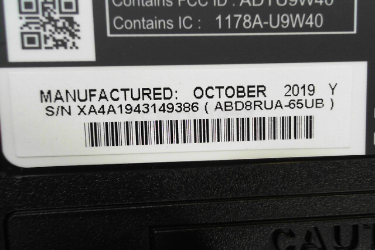 Contains FCC ID : ADTU9W40
Contains IC : 1178A-U9W40
MANUFACTURED: OCTOBER 2019 Y
S/N XA4A1943149386 ( ABD8RUA-65UB )